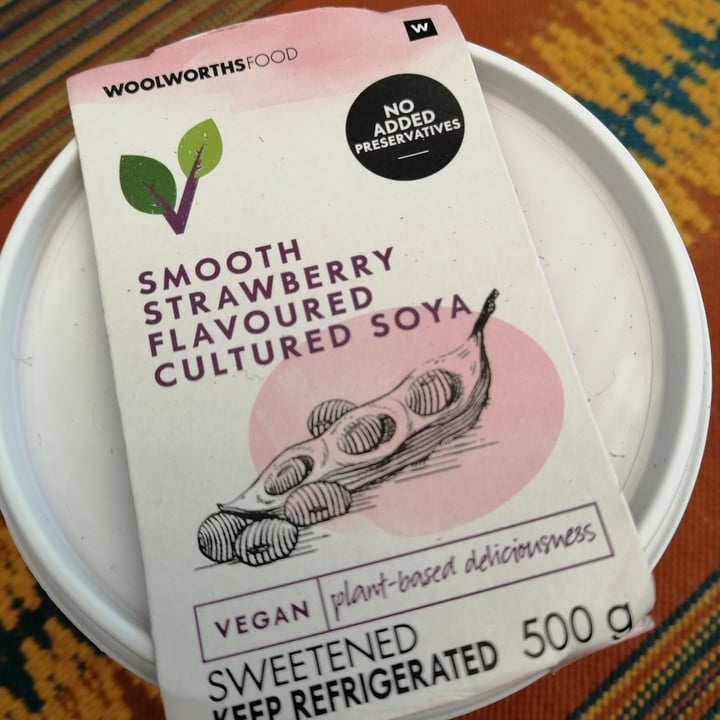 WOOLWORTHSFOOD
W
NO
ADDED
PRESERVATIVES
SMOOTH
STRAWBERRY
FLAVOURED
CULTURED SOYA
VEGAN plant-based deliciousness
SWEETENED 500 g
KEEP REFRIGERATED